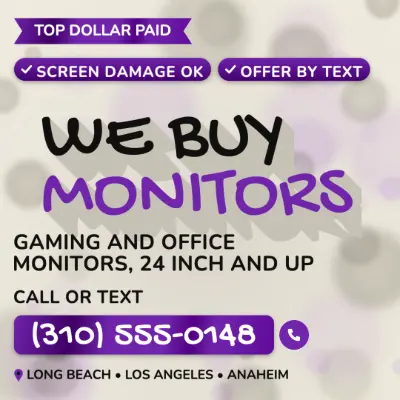 TOP DOLLAR PAID
SCREEN DAMAGE OK
OFFER BY TEXT
WE BUY
MONITORS
GAMING AND OFFICE
MONITORS, 24 INCH AND UP
CALL OR TEXT
(310) 555-0148
LONG BEACH • LOS ANGELES • ANAHEIM